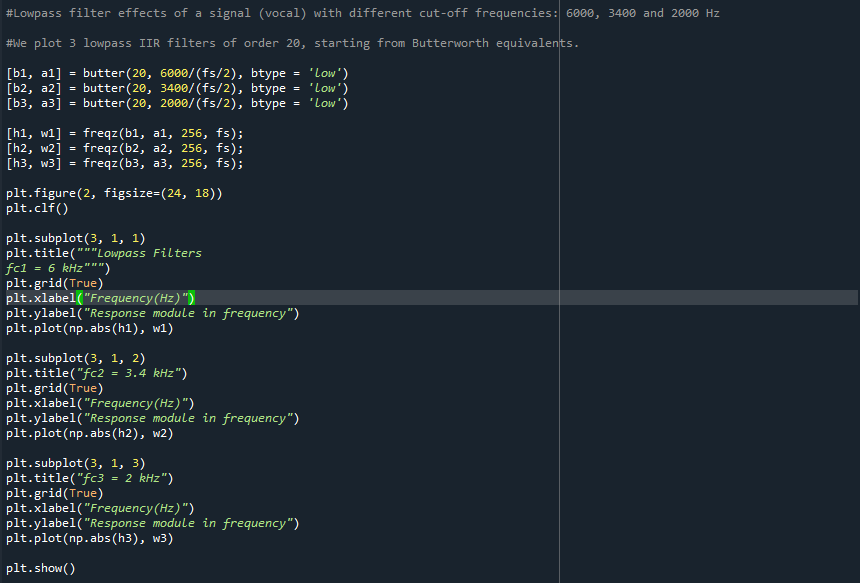 #Lowpass filter effects of a signal (vocal) with different cut-off frequencies: 6000, 3400 and 2000 Hz
#We plot 3 lowpass IIR filters of order 20, starting from Butterworth equivalents.
[b1, a1] = butter(20, 6000/(fs/2), btype = 'low')
[b2, a2] = butter(20, 3400/(fs/2), btype = 'low')
[b3, a3] = butter(20, 2000/(fs/2), btype = 'low')
[h1, w1] = freqz(b1, a1, 256, fs);
[h2, w2] = freqz(b2, a2, 256, fs);
[h3, w3] = freqz(b3, a3, 256, fs);
plt.figure(2, figsize=(24, 18))
plt.clf()
plt.subplot(3, 1, 1)
plt.title("""Lowpass Filters
fc1 = 6 kHz""")
plt.grid(True)
plt.xlabel("Frequency(Hz)")
plt.ylabel("Response module in frequency")
plt.plot(np.abs(h1), w1)
plt.subplot(3, 1, 2)
plt.title("fc2 = 3.4 kHz")
plt.grid(True)
plt.xlabel("Frequency(Hz)")
plt.ylabel("Response module in frequency")
plt.plot(np.abs(h2), w2)
plt.subplot(3, 1, 3)
plt.title("fc3 = 2 kHz")
plt.grid(True)
plt.xlabel("Frequency(Hz)")
plt.ylabel("Response module in frequency")
plt.plot(np.abs(h3), w3)
plt.show()